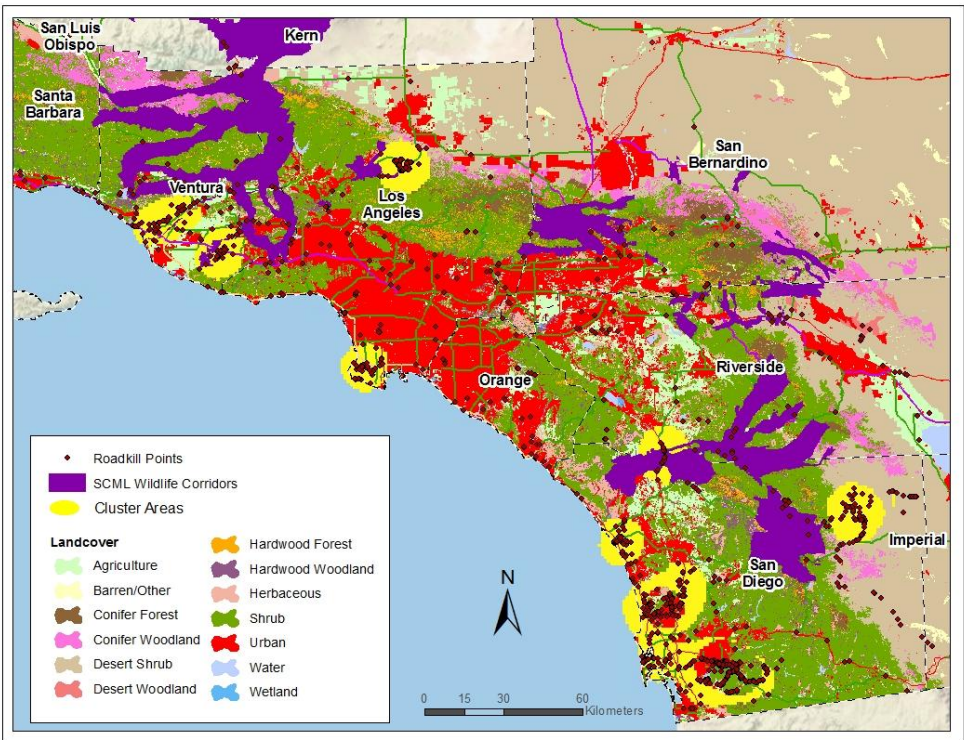 San Luis
Obispo
Kern
Santa
Barbara
San
Bernardino
Ventura
Los
Angeles
Riverside
Orange
Imperial
San
Diego
Roadkill Points
SCML Wildlife Corridors
Cluster Areas
Landcover
Agriculture
Barren/Other
Conifer Forest
Conifer Woodland
Desert Shrub
Desert Woodland
Hardwood Forest
Hardwood Woodland
Herbaceous
Shrub
Urban
Water
Wetland
N
0 15 30 60
Kilometers